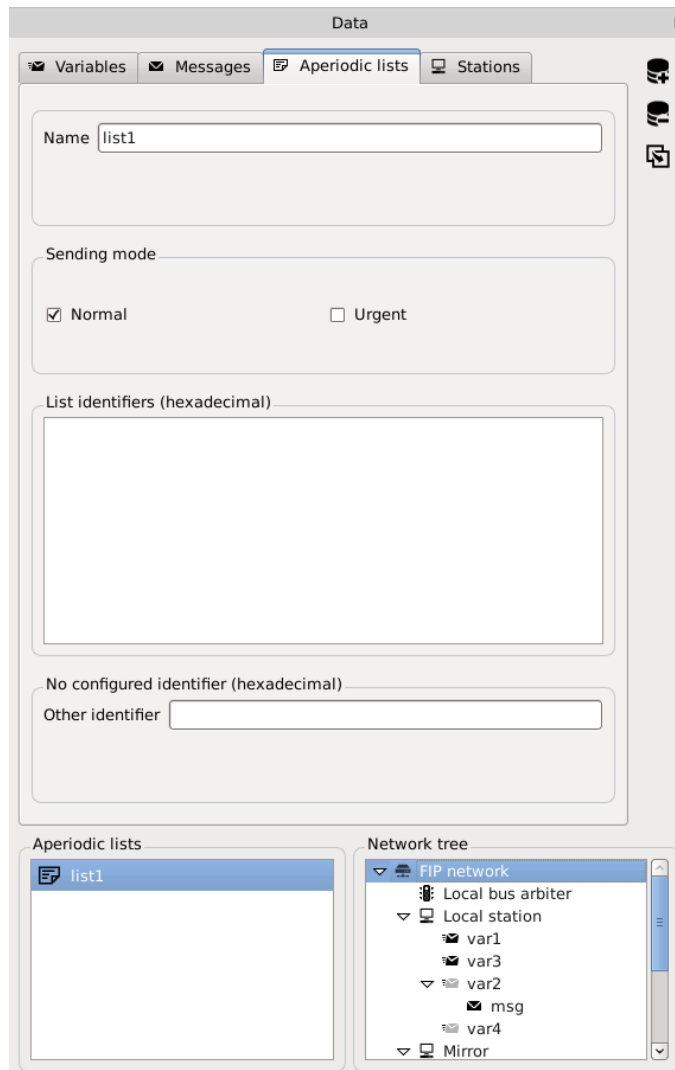 Data
Variables Messages Aperiodic lists Stations
Name list1
Sending mode
Normal Urgent
List identifiers (hexadecimal)
No configured identifier (hexadecimal)
Other identifier
Aperiodic lists
list1
Network tree
FIP network
Local bus arbiter
Local station
var1
var3
var2
msg
var4
Mirror